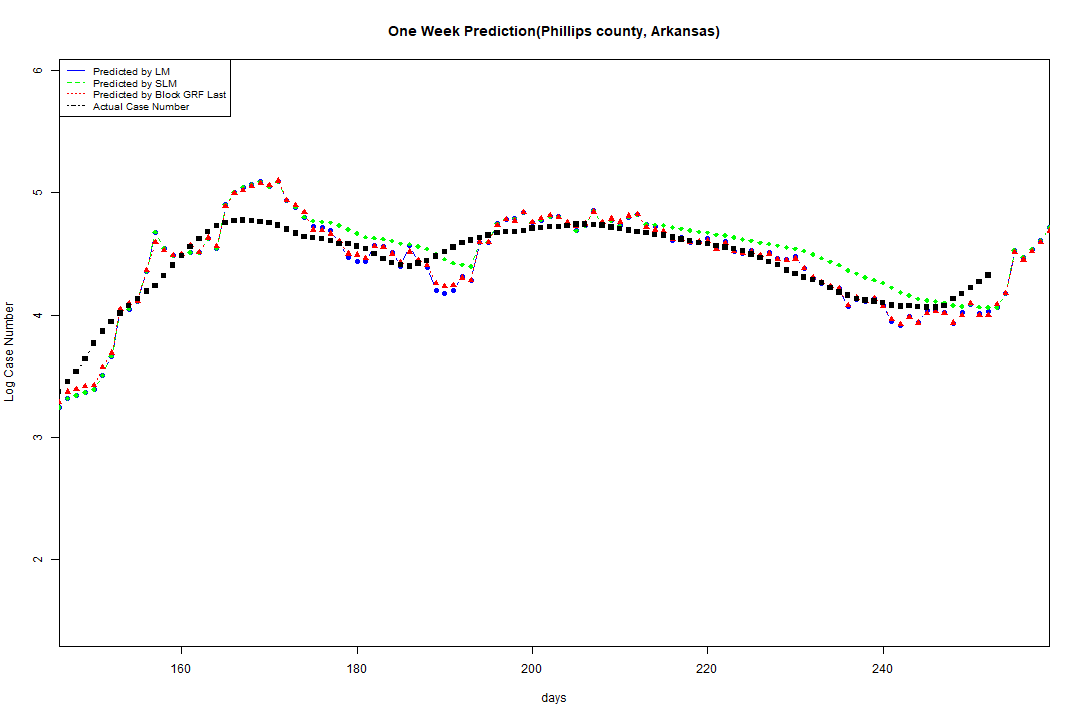 One Week Prediction(Phillips county, Arkansas)
Predicted by LM
Predicted by SLM
Predicted by Block GRF Last
Actual Case Number
6
5
4
3
2
Log Case Number
160 180 200 220 240
days